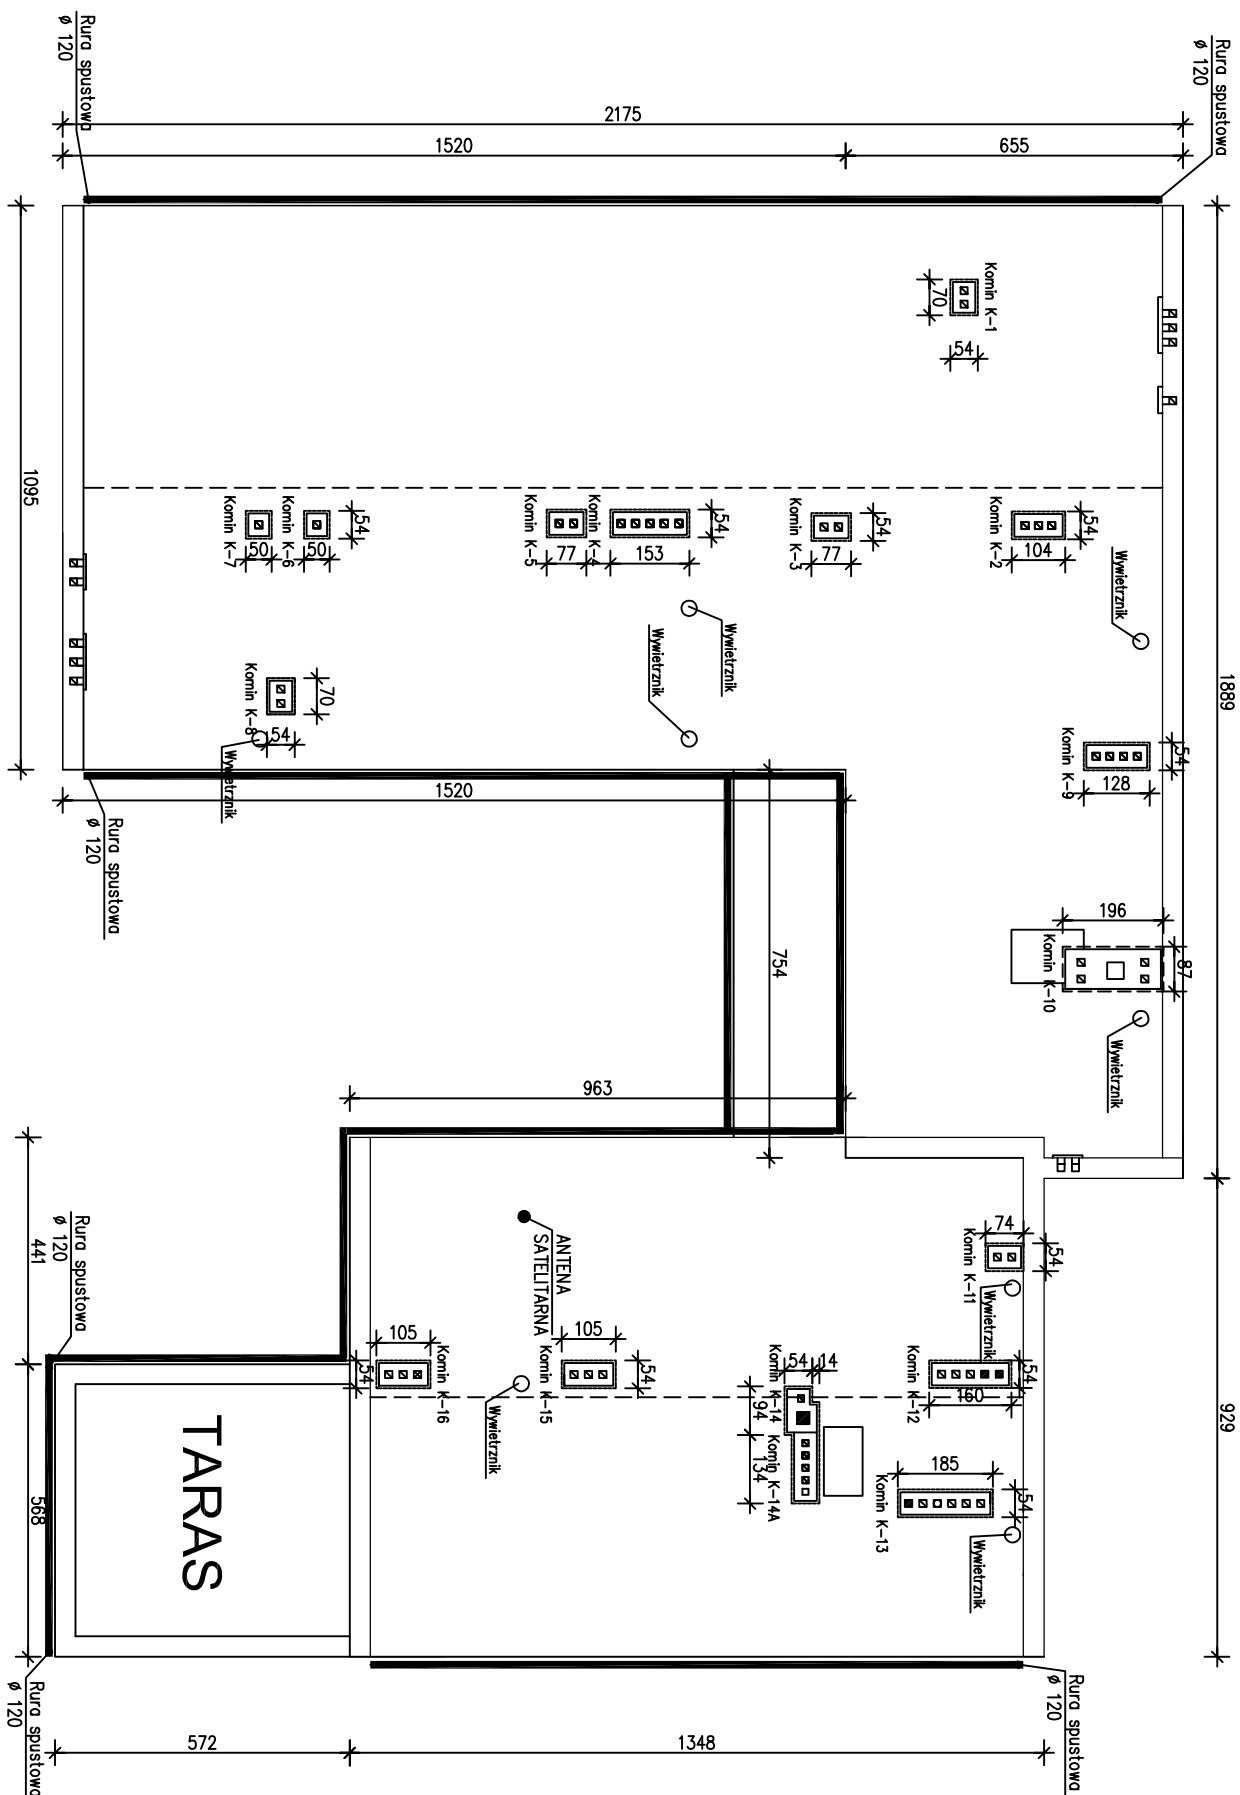 Rura spustowa
ø 120
Rura spustowa
ø 120
2175
1520
655
1889
1095
Komin K-1
70
54
Komin K-7
50
Komin K-6
50
54
Komin K-5
77
Komin K-4
153
54
Komin K-3
77
54
Komin K-2
104
54
Wywietrznik
Wywietrznik
Wywietrznik
Komin K-8
70
54
Wywietrznik
Komin K-9
128
54
1520
Rura spustowa
ø 120
754
196
87
Komin K-10
Wywietrznik
963
441
Rura spustowa
ø 120
ANTENA
SATELITARNA
74
54
Komin K-11
Wywietrznik
929
105
54
Komin K-16
105
54
Komin K-15
Wywietrznik
Komin K-14
54
14
94
Komin K-14A
134
Komin K-12
160
54
185
54
Komin K-13
Wywietrznik
TARAS
568
Rura spustowa
ø 120
572
1348
Rura spustowa
ø 120